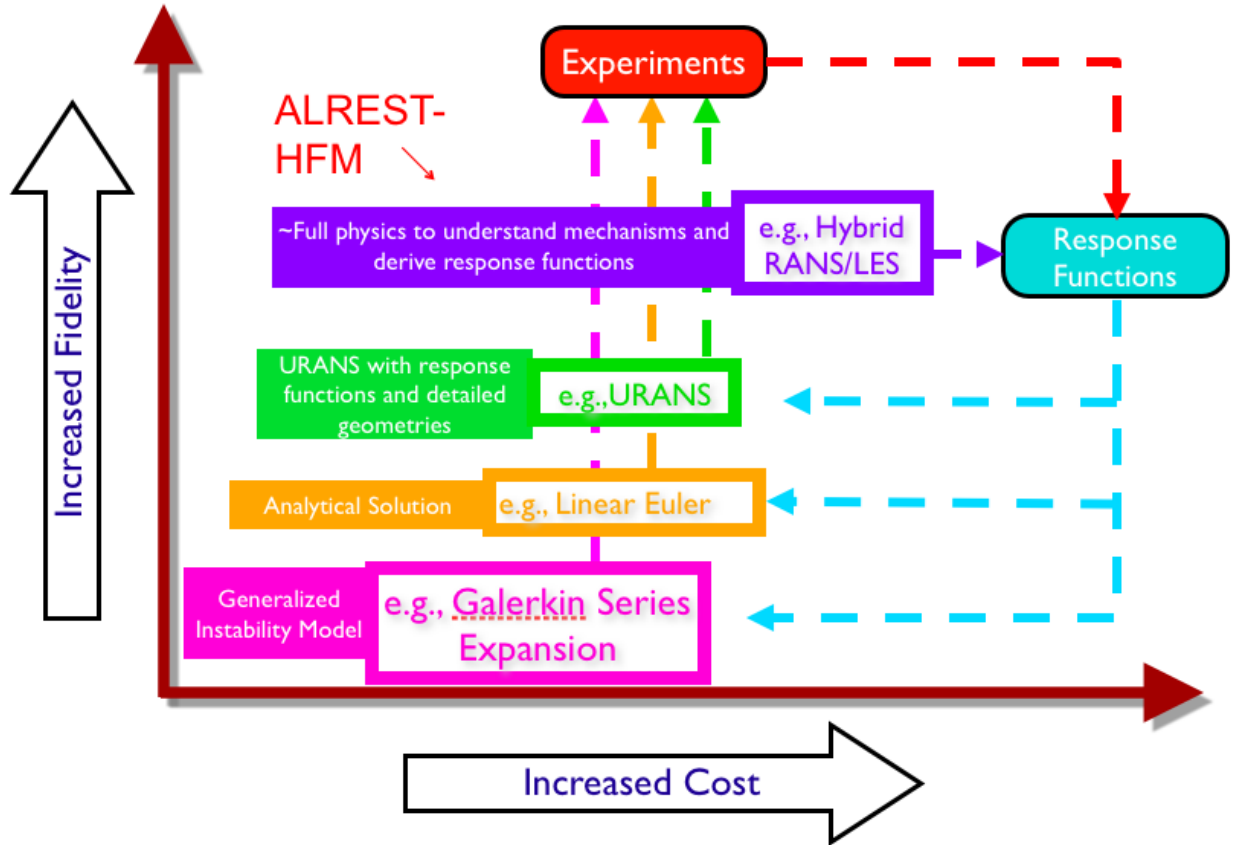 Experiments
ALREST-
HFM
~Full physics to understand mechanisms and
derive response functions
e.g., Hybrid
RANS/LES
Response
Functions
Increased Fidelity
URANS with response
functions and detailed
geometries
e.g.,URANS
Analytical Solution
e.g., Linear Euler
Generalized
Instability Model
e.g., Galerkin Series
Expansion
Increased Cost